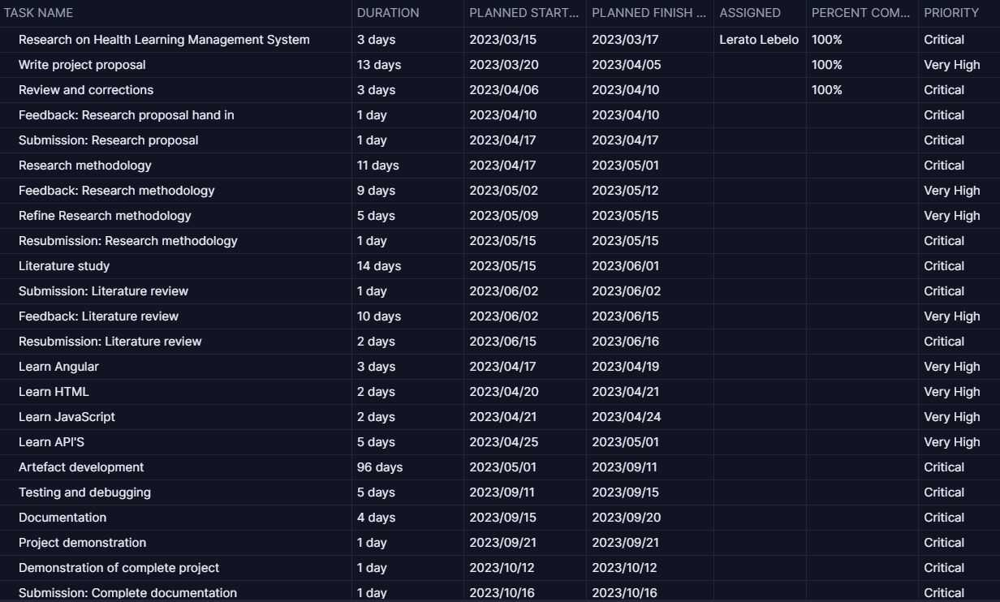 TASK NAME DURATION PLANNED START... PLANNED FINISH ... ASSIGNED PERCENT COM... PRIORITY
Research on Health Learning Management System 3 days 2023/03/15 2023/03/17 Lerato Lebelo 100% Critical
Write project proposal 13 days 2023/03/20 2023/04/05 100% Very High
Review and corrections 3 days 2023/04/06 2023/04/10 100% Critical
Feedback: Research proposal hand in 1 day 2023/04/10 2023/04/10 Critical
Submission: Research proposal 1 day 2023/04/17 2023/04/17 Critical
Research methodology 11 days 2023/04/17 2023/05/01 Critical
Feedback: Research methodology 9 days 2023/05/02 2023/05/12 Very High
Refine Research methodology 5 days 2023/05/09 2023/05/15 Very High
Resubmission: Research methodology 1 day 2023/05/15 2023/05/15 Critical
Literature study 14 days 2023/05/15 2023/06/01 Critical
Submission: Literature review 1 day 2023/06/02 2023/06/02 Critical
Feedback: Literature review 10 days 2023/06/02 2023/06/15 Very High
Resubmission: Literature review 2 days 2023/06/15 2023/06/16 Critical
Learn Angular 3 days 2023/04/17 2023/04/19 Very High
Learn HTML 2 days 2023/04/20 2023/04/21 Very High
Learn JavaScript 2 days 2023/04/21 2023/04/24 Very High
Learn API'S 5 days 2023/04/25 2023/05/01 Very High
Artefact development 96 days 2023/05/01 2023/09/11 Critical
Testing and debugging 5 days 2023/09/11 2023/09/15 Critical
Documentation 4 days 2023/09/15 2023/09/20 Critical
Project demonstration 1 day 2023/09/21 2023/09/21 Critical
Demonstration of complete project 1 day 2023/10/12 2023/10/12 Critical
Submission: Complete documentation 1 day 2023/10/16 2023/10/16 Critical